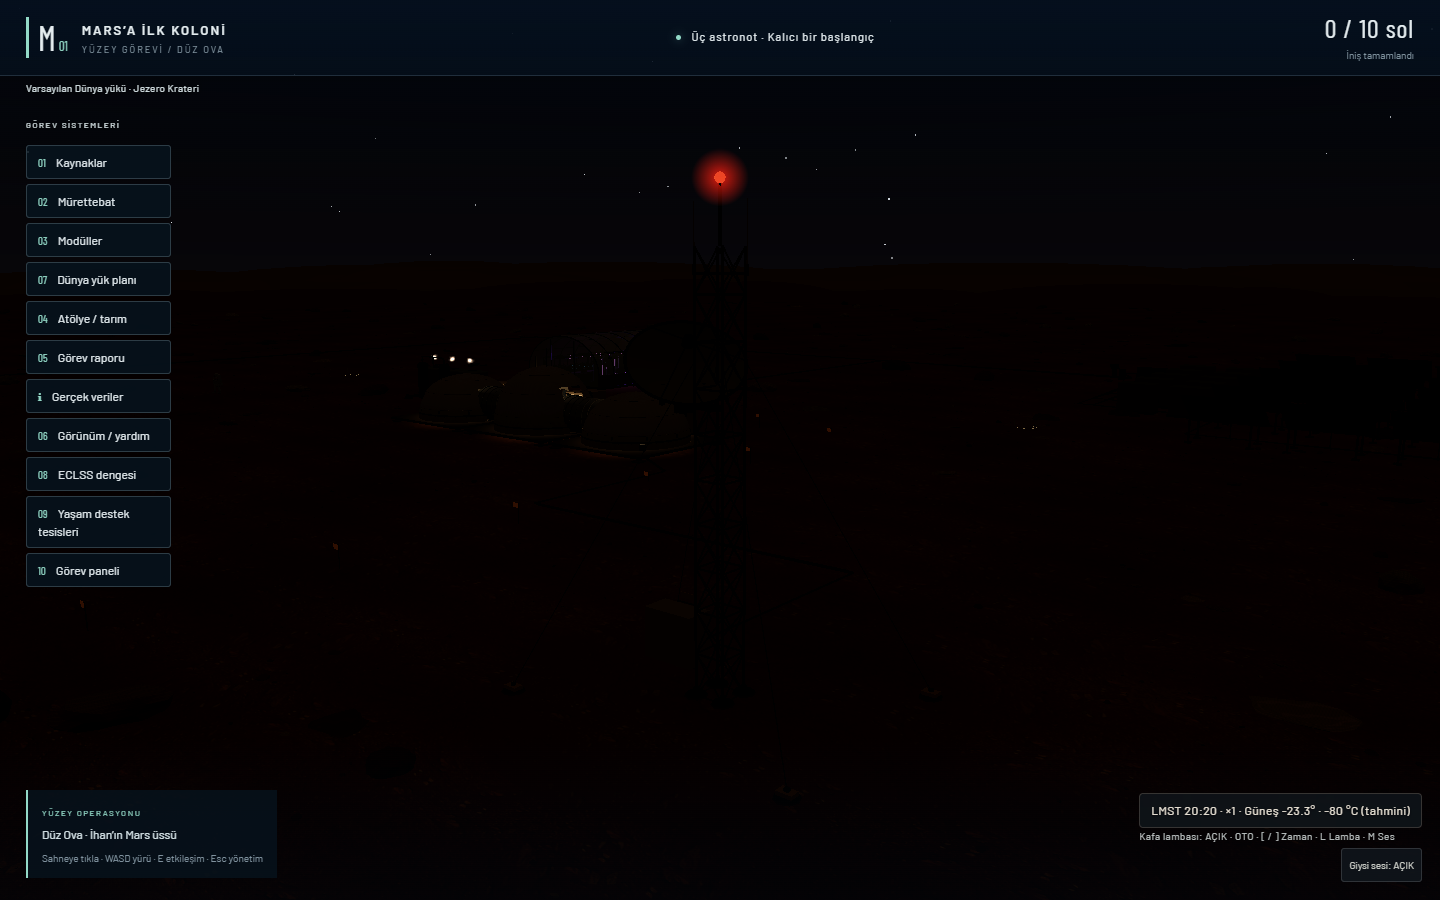 M 01
MARS'A İLK KOLONİ
YÜZEY GÖREVİ / DÜZ OVA
Üç astronot · Kalıcı bir başlangıç
0 / 10 sol
İniş tamamlandı
Varsayılan Dünya yükü · Jezero Krateri
GÖREV SİSTEMLERİ
01 Kaynaklar
02 Mürettebat
03 Modüller
07 Dünya yük planı
04 Atölye / tarım
05 Görev raporu
i Gerçek veriler
06 Görünüm / yardım
08 ECLSS dengesi
09 Yaşam destek
tesisleri
10 Görev paneli
YÜZEY OPERASYONU
Düz Ova · İhan'ın Mars üssü
Sahneye tıkla · WASD yürü · E etkileşim · Esc yönetim
LMST 20:20 · ×1 · Güneş -23.3° · -80 °C (tahmini)
Kafa lambası: AÇIK · OTO · [ / ] Zaman · L Lamba · M Ses
Giysi sesi: AÇIK